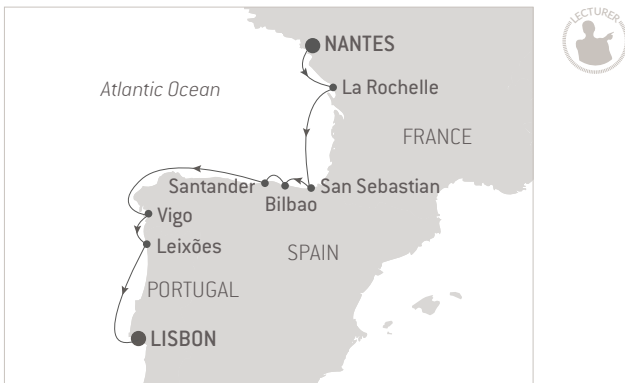 LECTURER
NANTES
Atlantic Ocean
La Rochelle
FRANCE
Santander
San Sebastian
Bilbao
Vigo
Leixões
SPAIN
PORTUGAL
LISBON